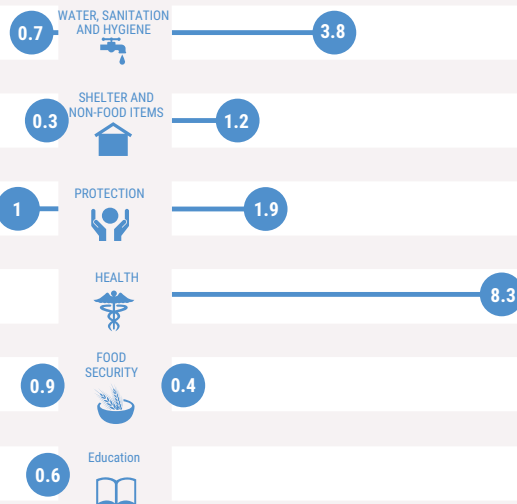 WATER, SANITATION
AND HYGIENE
0.7
3.8
SHELTER AND
NON-FOOD ITEMS
0.3
1.2
PROTECTION
1
1.9
HEALTH
8.3
FOOD
SECURITY
0.9
0.4
Education
0.6